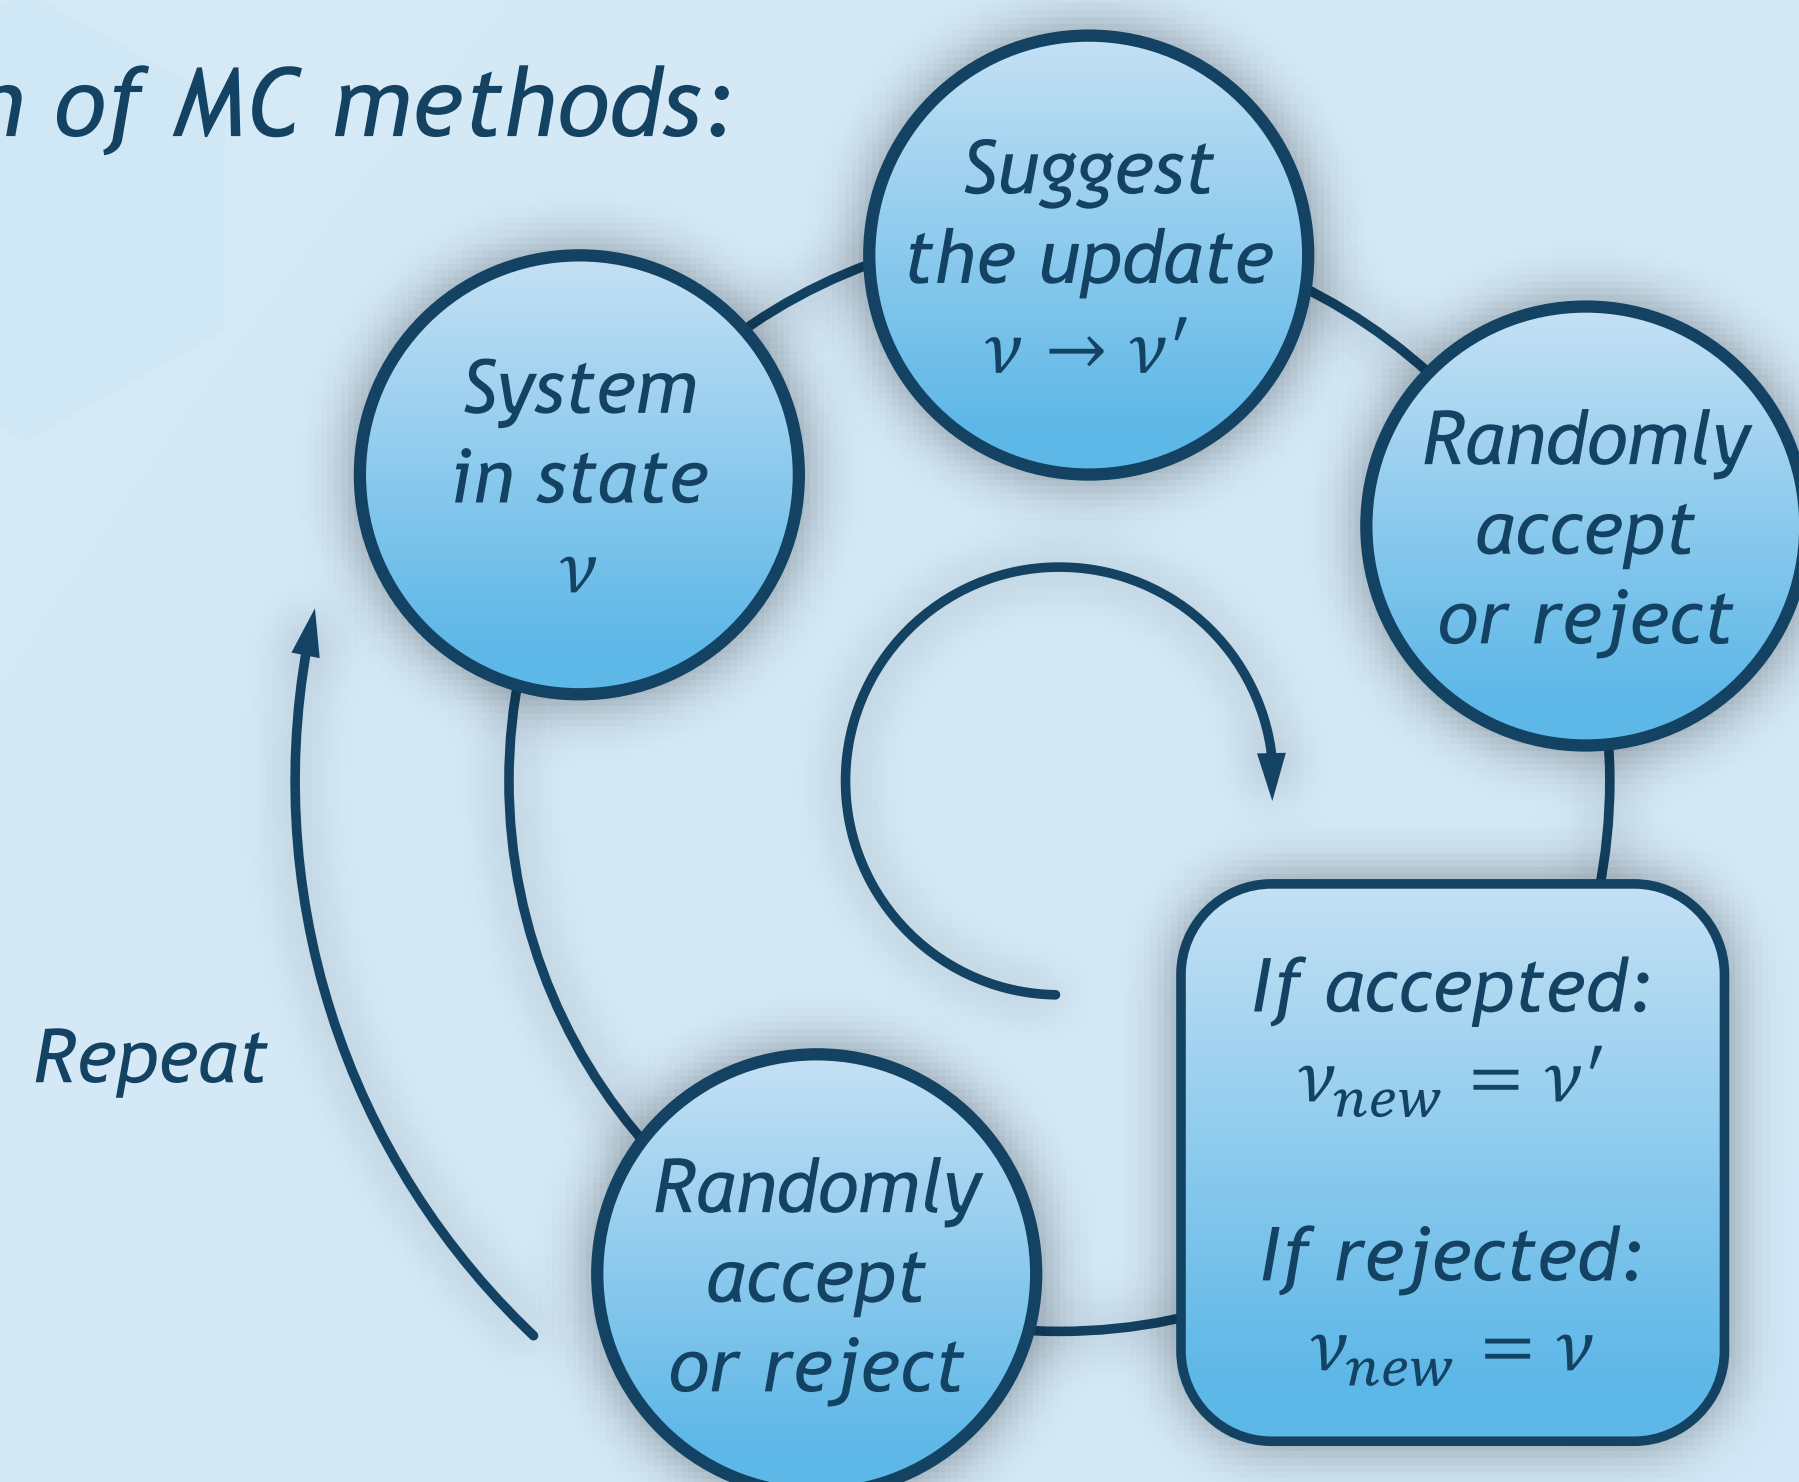 n of MC methods:
Suggest
the update
ν → ν′
System
in state
ν
Randomly
accept
or reject
If accepted:
ν_new = ν′
If rejected:
ν_new = ν
Randomly
accept
or reject
Repeat